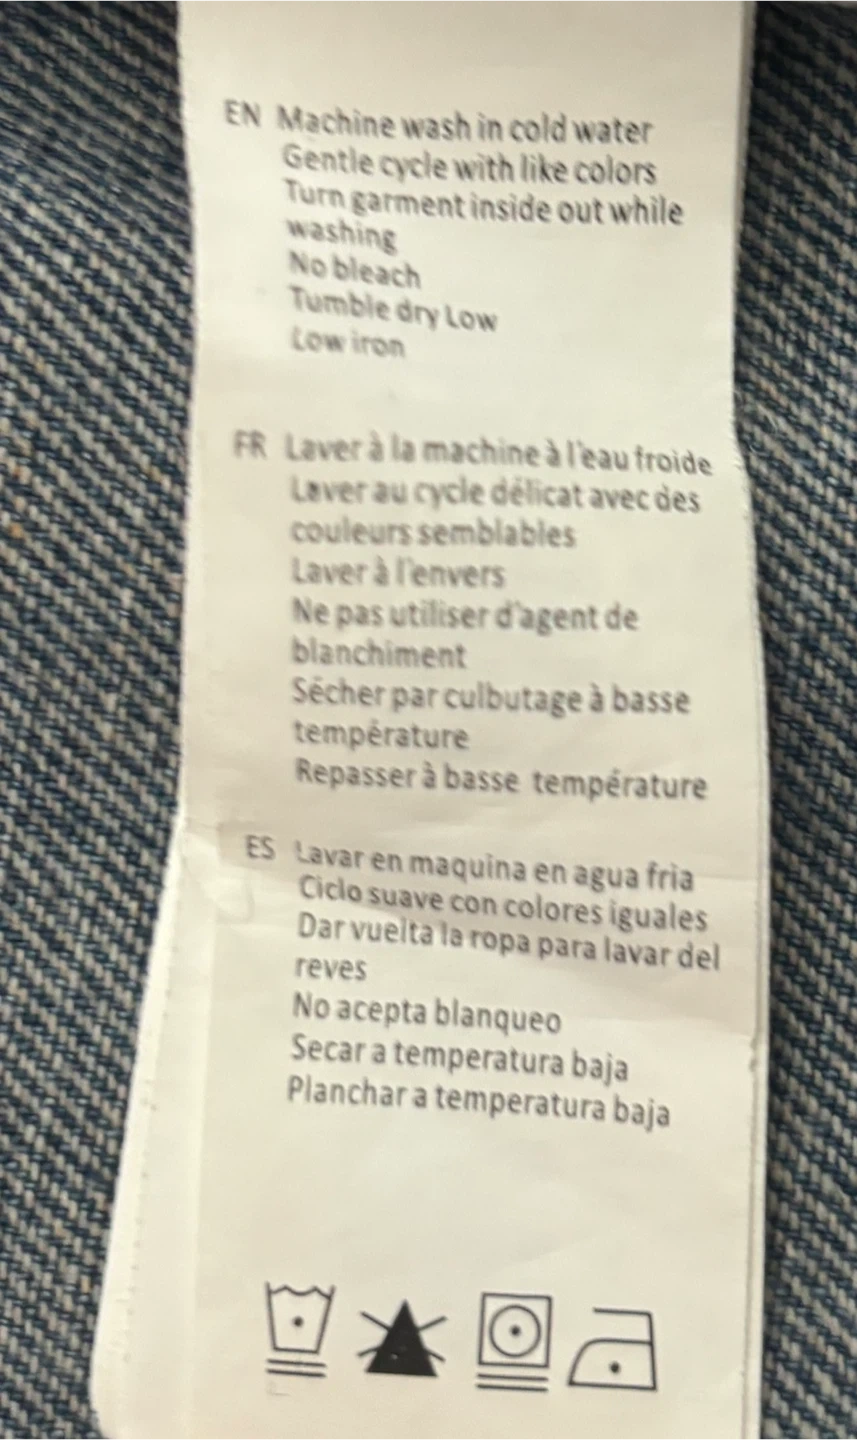 EN Machine wash in cold water
Gentle cycle with like colors
Turn garment inside out while
washing
No bleach
Tumble dry Low
Low iron
FR Laver à la machine à l'eau froide
Laver au cycle délicat avec des
couleurs semblables
Laver à l'envers
Ne pas utiliser d'agent de
blanchiment
Sécher par culbutage à basse
température
Repasser à basse température
ES Lavar en maquina en agua fria
Ciclo suave con colores iguales
Dar vuelta la ropa para lavar del
reves
No acepta blanqueo
Secar a temperatura baja
Planchar a temperatura baja